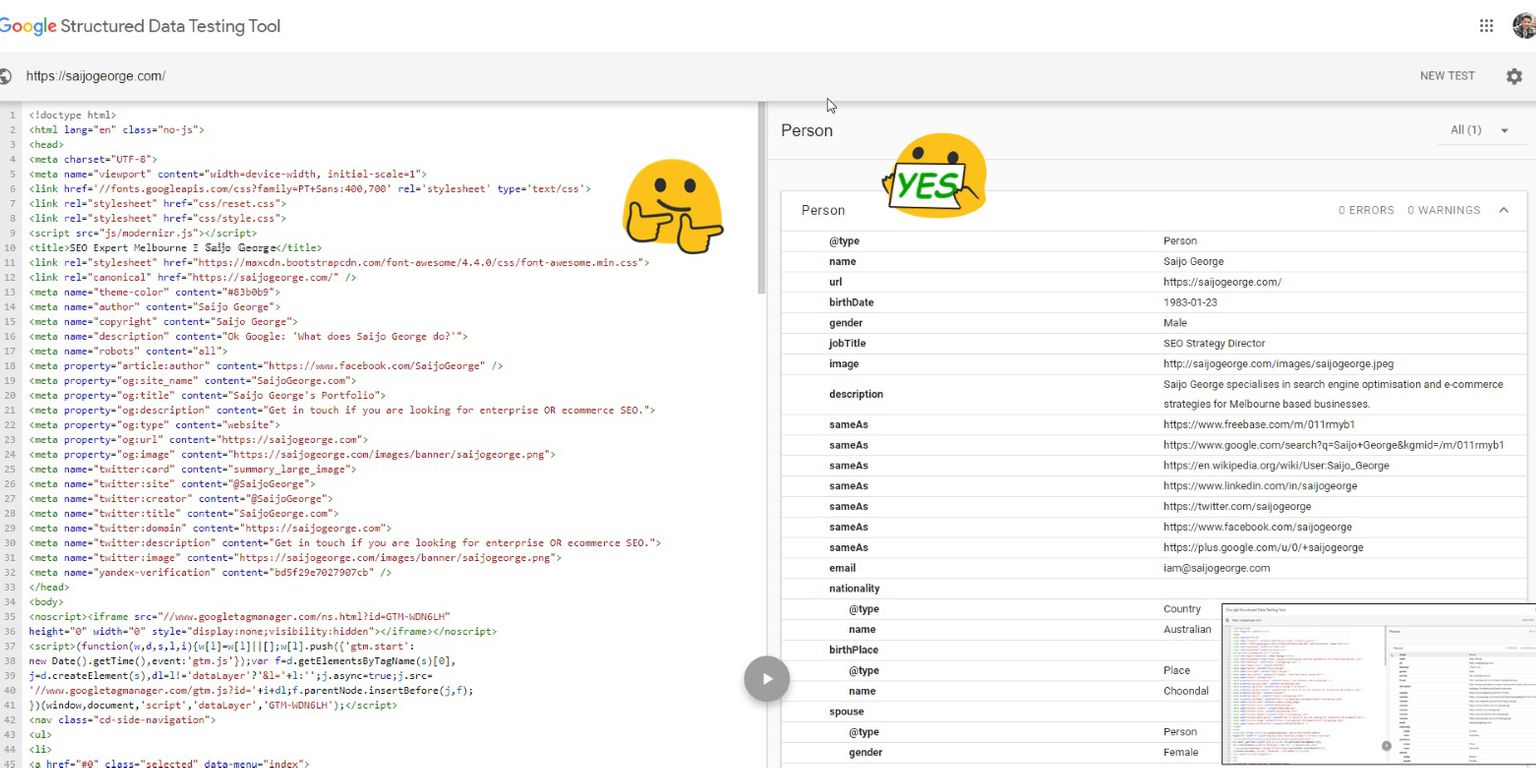 Google Structured Data Testing Tool
https://saijogeorge.com/
NEW TEST
1 <!doctype html>
2 <html lang="en" class="no-js">
3 <head>
4 <meta charset="UTF-8">
5 <meta name="viewport" content="width=device-width, initial-scale=1">
6 <link href='//fonts.googleapis.com/css?family=PT+Sans:400,700' rel='stylesheet' type='text/css'>
7 <link rel="stylesheet" href="css/reset.css">
8 <link rel="stylesheet" href="css/style.css">
9 <script src="js/modernizr.js"></script>
10 <title>SEO Expert Melbourne Ξ Saijo George</title>
11 <link rel="stylesheet" href="https://maxcdn.bootstrapcdn.com/font-awesome/4.4.0/css/font-awesome.min.css">
12 <link rel="canonical" href="https://saijogeorge.com/" />
13 <meta name="theme-color" content="#83b0b9">
14 <meta name="author" content="Saijo George">
15 <meta name="copyright" content="Saijo George">
16 <meta name="description" content="Ok Google: 'What does Saijo George do?'">
17 <meta name="robots" content="all">
18 <meta property="article:author" content="https://www.facebook.com/SaijoGeorge" />
19 <meta property="og:site_name" content="SaijoGeorge.com">
20 <meta property="og:title" content="Saijo George's Portfolio">
21 <meta property="og:description" content="Get in touch if you are looking for enterprise OR ecommerce SEO.">
22 <meta property="og:type" content="website">
23 <meta property="og:url" content="https://saijogeorge.com">
24 <meta property="og:image" content="https://saijogeorge.com/images/banner/saijogeorge.png">
25 <meta name="twitter:card" content="summary_large_image">
26 <meta name="twitter:site" content="@SaijoGeorge">
27 <meta name="twitter:creator" content="@SaijoGeorge">
28 <meta name="twitter:title" content="SaijoGeorge.com">
29 <meta name="twitter:domain" content="https://saijogeorge.com">
30 <meta name="twitter:description" content="Get in touch if you are looking for enterprise OR ecommerce SEO.">
31 <meta name="twitter:image" content="https://saijogeorge.com/images/banner/saijogeorge.png">
32 <meta name="yandex-verification" content="bd5f29e7027907cb" />
33 </head>
34 <body>
35 <noscript><iframe src="//www.googletagmanager.com/ns.html?id=GTM-WDN6LH"
36 height="0" width="0" style="display:none;visibility:hidden"></iframe></noscript>
37 <script>(function(w,d,s,l,i){w[l]=w[l]||[];w[l].push({'gtm.start':
38 new Date().getTime(),event:'gtm.js'});var f=d.getElementsByTagName(s)[0],
39 j=d.createElement(s),dl=l!='dataLayer'?'&l='+l:'';j.async=true;j.src=
40 '//www.googletagmanager.com/gtm.js?id='+i+dl;f.parentNode.insertBefore(j,f);
41 })(window,document,'script','dataLayer','GTM-WDN6LH');</script>
42 <nav class="cd-side-navigation">
43 <ul>
44 <li>
45 <a href="#0" class="selected" data-menu="index">
Person
All (1)
YES
Person 0 ERRORS 0 WARNINGS
@type Person
name Saijo George
url https://saijogeorge.com/
birthDate 1983-01-23
gender Male
jobTitle SEO Strategy Director
image http://saijogeorge.com/images/saijogeorge.jpeg
description Saijo George specialises in search engine optimisation and e-commerce
strategies for Melbourne based businesses.
sameAs https://www.freebase.com/m/011rmyb1
sameAs https://www.google.com/search?q=Saijo+George&kgmid=/m/011rmyb1
sameAs https://en.wikipedia.org/wiki/User:Saijo_George
sameAs https://www.linkedin.com/in/saijogeorge
sameAs https://twitter.com/saijogeorge
sameAs https://www.facebook.com/saijogeorge
sameAs https://plus.google.com/u/0/+saijogeorge
email iam@saijogeorge.com
nationality
@type Country
name Australian
birthPlace
@type Place
name Choondal
spouse
@type Person
gender Female